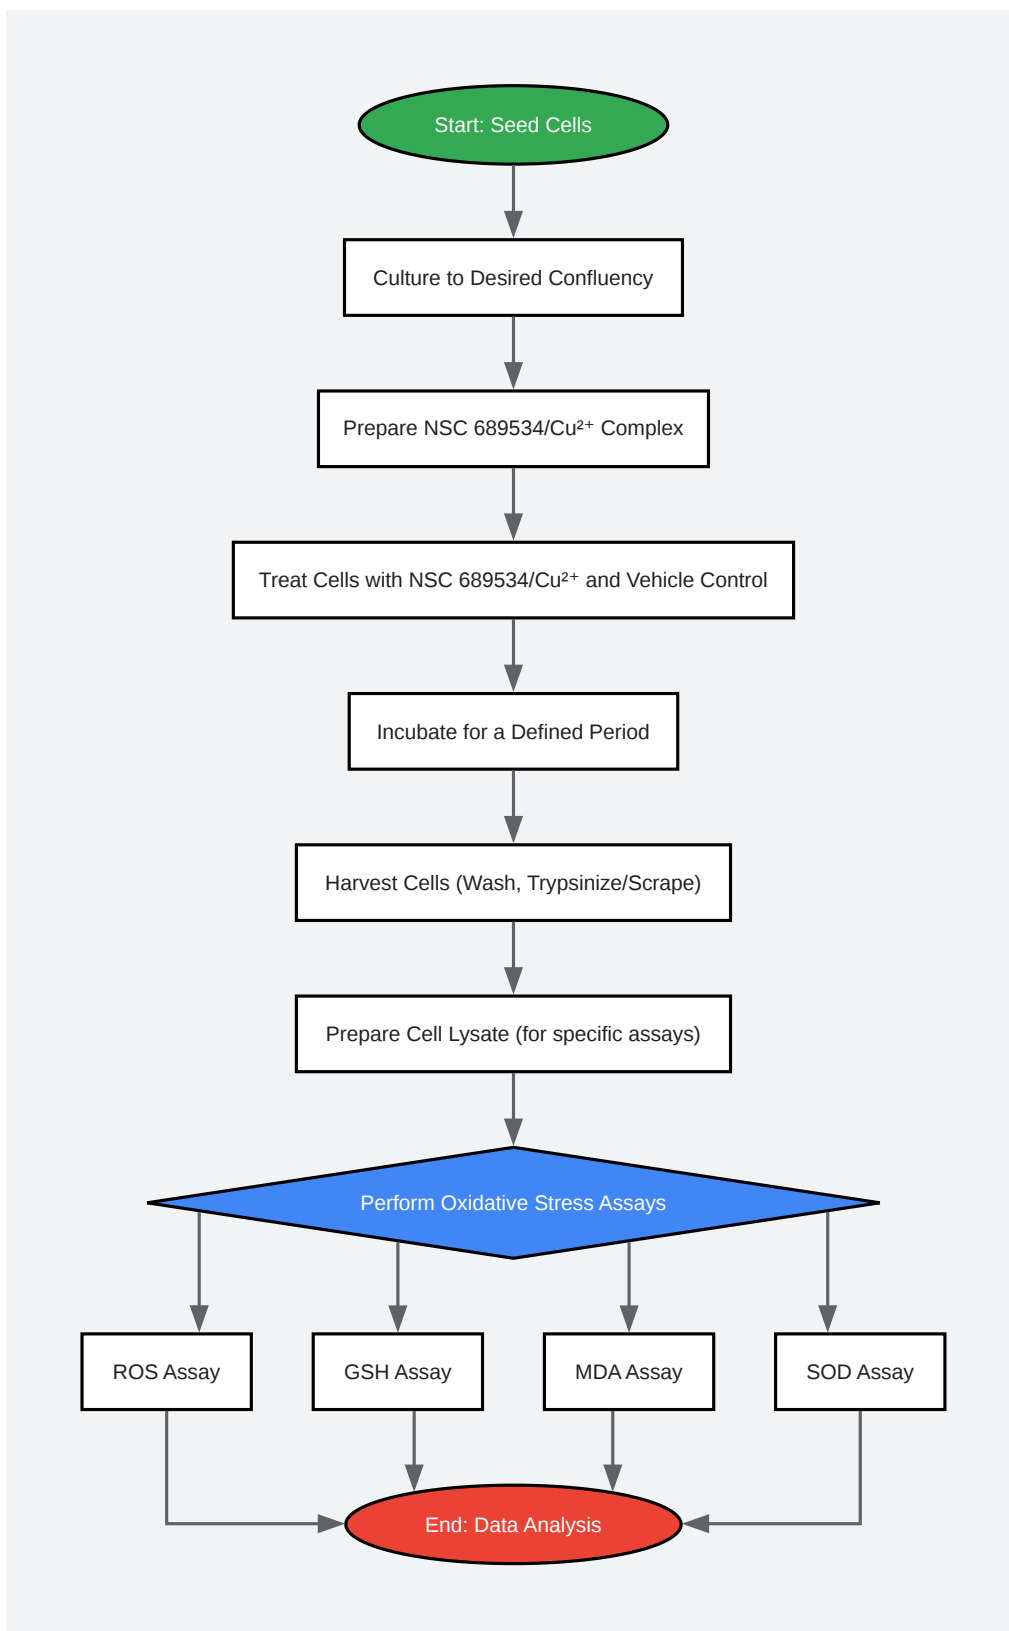 Start: Seed Cells
Culture to Desired Confluency
Prepare NSC 689534/Cu²⁺ Complex
Treat Cells with NSC 689534/Cu²⁺ and Vehicle Control
Incubate for a Defined Period
Harvest Cells (Wash, Trypsinize/Scrape)
Prepare Cell Lysate (for specific assays)
Perform Oxidative Stress Assays
ROS Assay
GSH Assay
MDA Assay
SOD Assay
End: Data Analysis